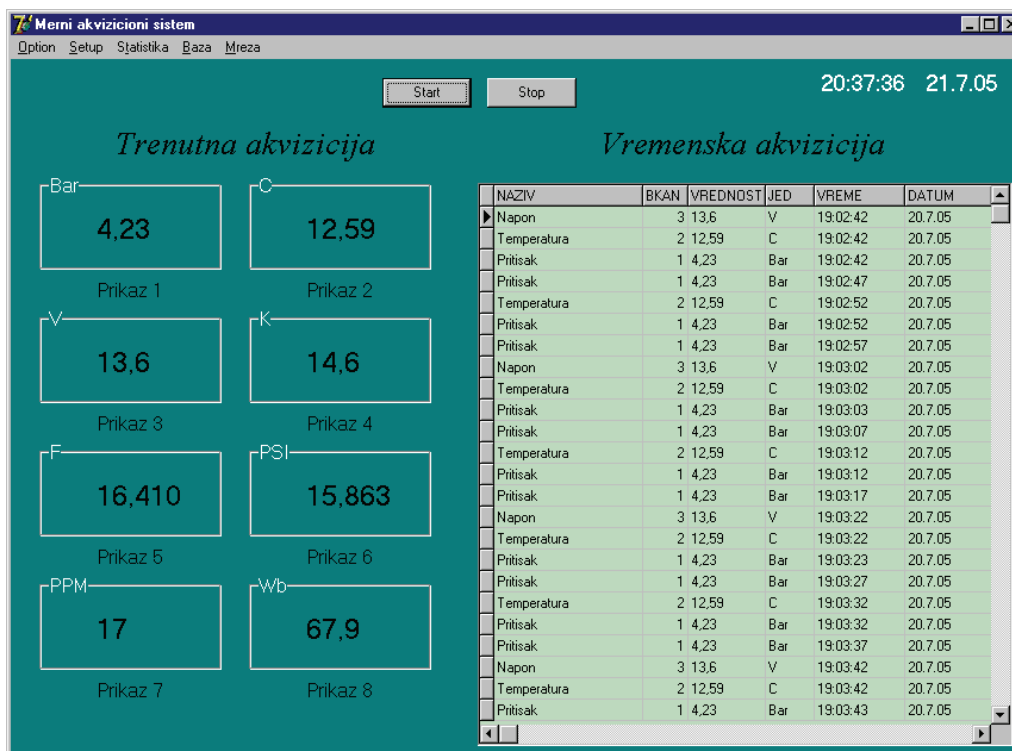 Merni akvizicioni sistem
Option Setup Statistika Baza Mreza
Start Stop 20:37:36 21.7.05
Trenutna akvizicija
Bar C
4,23 12,59
Prikaz 1 Prikaz 2
V K
13,6 14,6
Prikaz 3 Prikaz 4
F PSI
16,410 15,863
Prikaz 5 Prikaz 6
PPM Wb
17 67,9
Prikaz 7 Prikaz 8
Vremenska akvizicija
NAZIV BKAN VREDNOST JED VREME DATUM
Napon 3 13,6 V 19:02:42 20.7.05
Temperatura 2 12,59 C 19:02:42 20.7.05
Pritisak 1 4,23 Bar 19:02:42 20.7.05
Pritisak 1 4,23 Bar 19:02:47 20.7.05
Temperatura 2 12,59 C 19:02:52 20.7.05
Pritisak 1 4,23 Bar 19:02:52 20.7.05
Pritisak 1 4,23 Bar 19:02:57 20.7.05
Napon 3 13,6 V 19:03:02 20.7.05
Temperatura 2 12,59 C 19:03:02 20.7.05
Pritisak 1 4,23 Bar 19:03:03 20.7.05
Pritisak 1 4,23 Bar 19:03:07 20.7.05
Temperatura 2 12,59 C 19:03:12 20.7.05
Pritisak 1 4,23 Bar 19:03:12 20.7.05
Pritisak 1 4,23 Bar 19:03:17 20.7.05
Napon 3 13,6 V 19:03:22 20.7.05
Temperatura 2 12,59 C 19:03:22 20.7.05
Pritisak 1 4,23 Bar 19:03:23 20.7.05
Pritisak 1 4,23 Bar 19:03:27 20.7.05
Temperatura 2 12,59 C 19:03:32 20.7.05
Pritisak 1 4,23 Bar 19:03:32 20.7.05
Pritisak 1 4,23 Bar 19:03:37 20.7.05
Napon 3 13,6 V 19:03:42 20.7.05
Temperatura 2 12,59 C 19:03:42 20.7.05
Pritisak 1 4,23 Bar 19:03:43 20.7.05